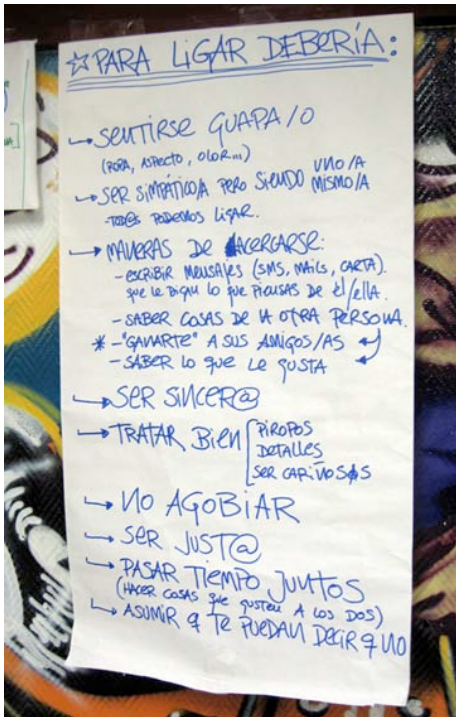 ☆PARA LIGAR DEBERÍA:
→ SENTIRSE GUAPA/O
(ROPA, ASPECTO, OLOR...)
→ SER SIMPÁTICO/A PERO SIENDO UNO/A MISMO/A
- TOD@S PODEMOS LIGAR.
→ MANERAS DE ACERCARSE:
- ESCRIBIR MENSAJES (SMS, MAILS, CARTA).
QUE LE DIGAN LO QUE PIENSAS DE ÉL/ELLA.
- SABER COSAS DE LA OTRA PERSONA.
* - "GANARTE" A SUS AMIGOS/AS
- SABER LO QUE LE GUSTA
→ SER SINCER@
→ TRATAR BIEN [PIROPOS
DETALLES
SER CARIÑOSOS
→ NO AGOBIAR
→ SER JUST@
→ PASAR TIEMPO JUNTOS
(HACER COSAS QUE GUSTEN A LOS DOS)
→ ASUMIR q TE PUEDAN DECIR q NO